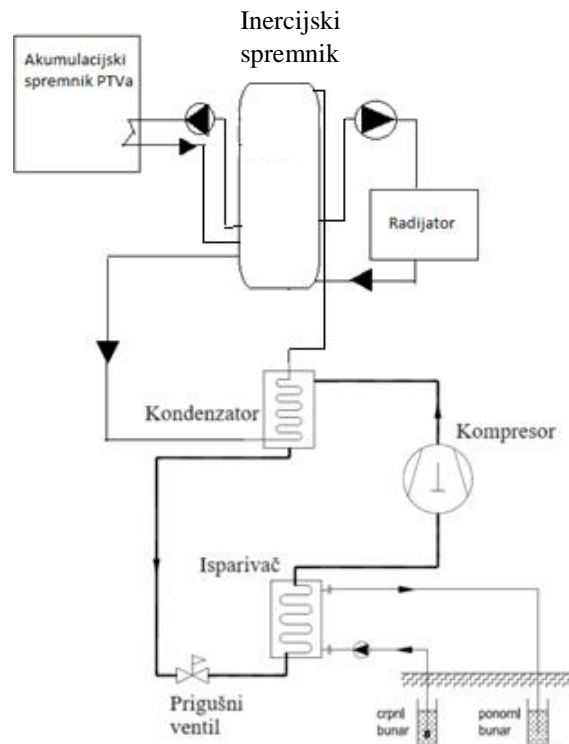 Inercijski
spremnik
Akumulacijski
spremnik PTVa
Radijator
Kondenzator
Kompresor
Isparivač
Prigušni
ventil
crpni
bunar
ponorni
bunar